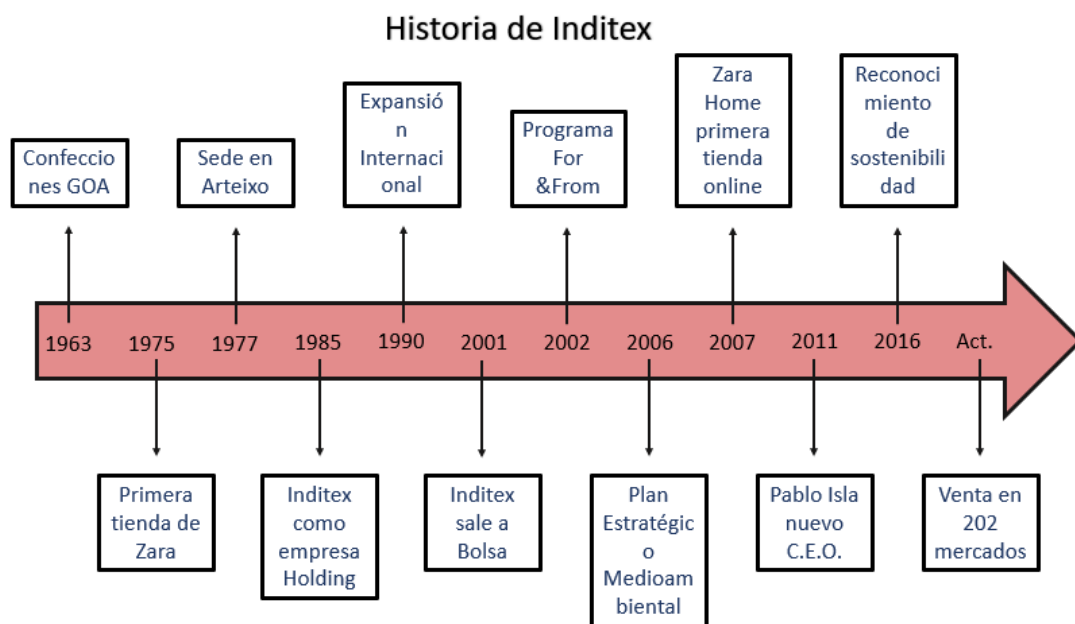 Historia de Inditex
Confeccio
nes GOA
Sede en
Arteixo
Expansió
n
Internaci
onal
Programa
For
&From
Zara
Home
primera
tienda
online
Reconoci
miento
de
sostenibili
dad
1963 1975 1977 1985 1990 2001 2002 2006 2007 2011 2016 Act.
Primera
tienda de
Zara
Inditex
como
empresa
Holding
Inditex
sale a
Bolsa
Plan
Estratégic
o
Medioam
biental
Pablo Isla
nuevo
C.E.O.
Venta en
202
mercados